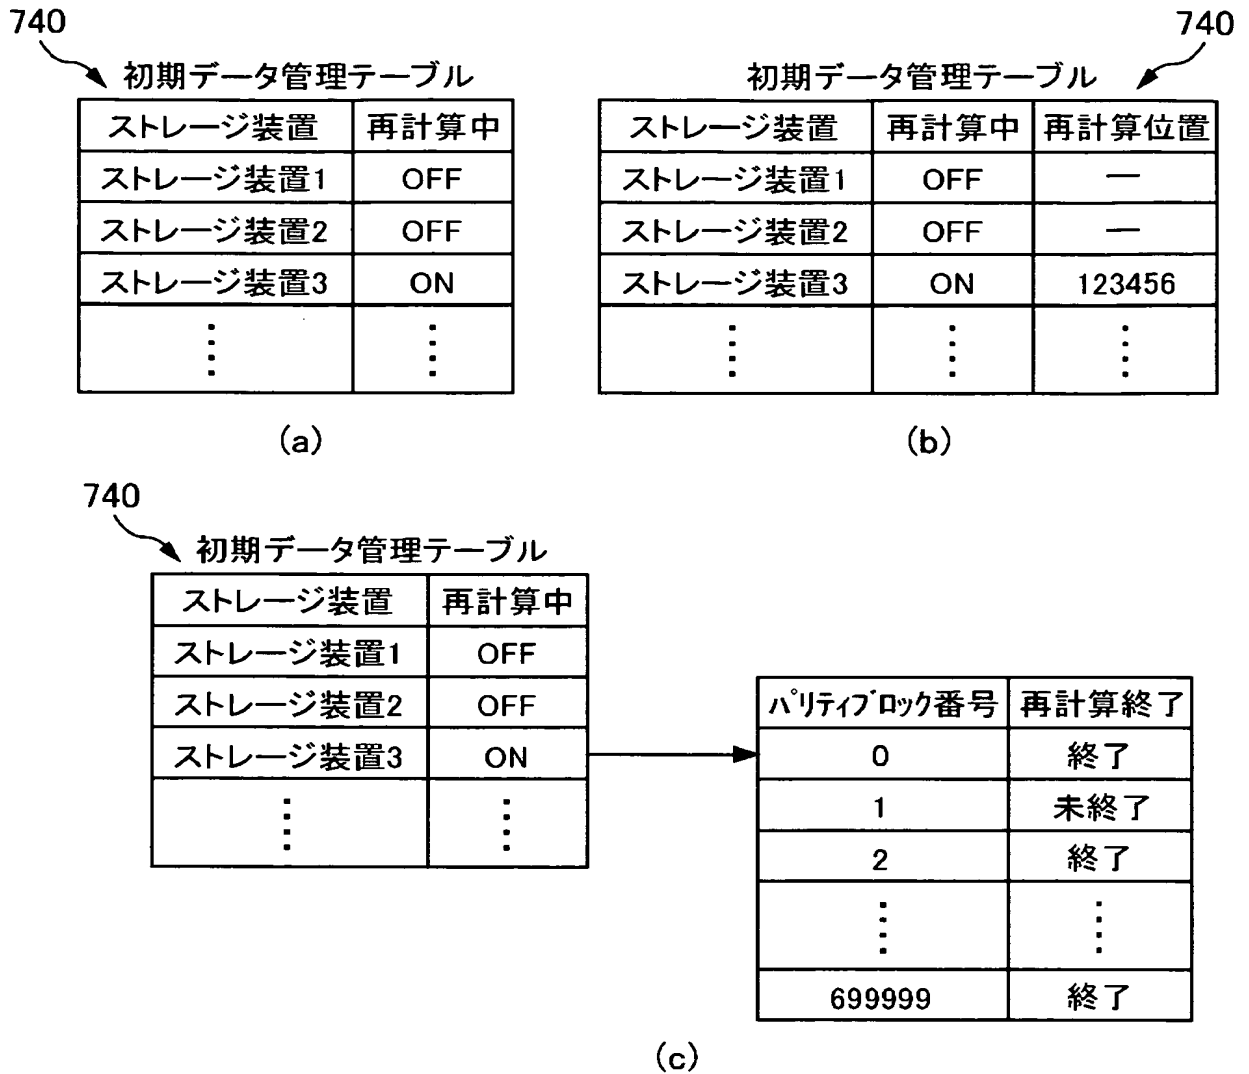 740
初期データ管理テーブル
ストレージ装置 再計算中
ストレージ装置1 OFF
ストレージ装置2 OFF
ストレージ装置3 ON
(a)
740
初期データ管理テーブル
ストレージ装置 再計算中 再計算位置
ストレージ装置1 OFF —
ストレージ装置2 OFF —
ストレージ装置3 ON 123456
(b)
740
初期データ管理テーブル
ストレージ装置 再計算中
ストレージ装置1 OFF
ストレージ装置2 OFF
ストレージ装置3 ON
パリティブロック番号 再計算終了
0 終了
1 未終了
2 終了
699999 終了
(c)